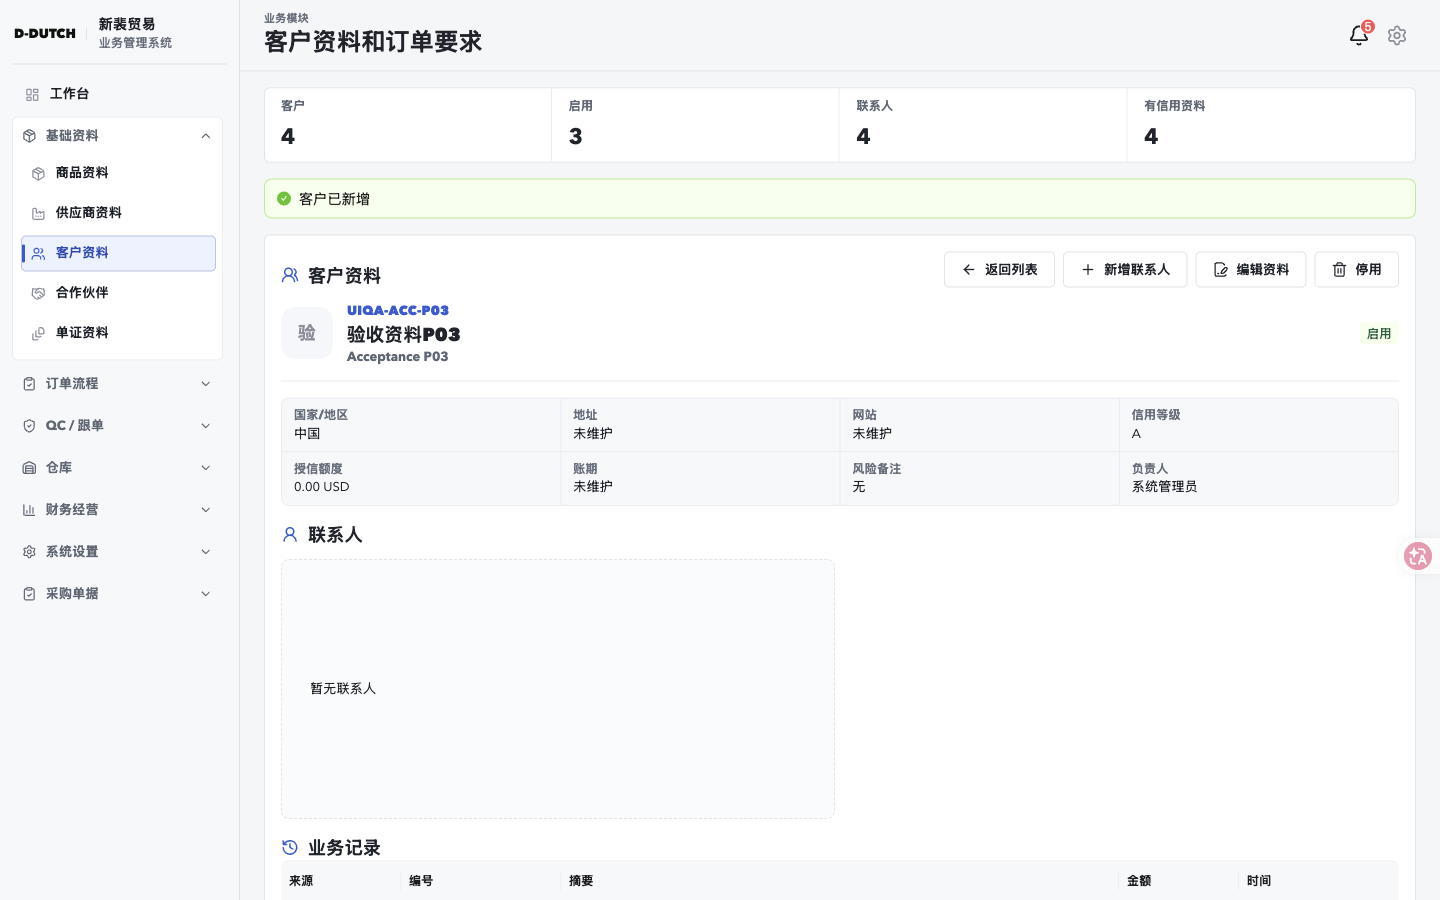 D-DUTCH
新裴贸易
业务管理系统
工作台
基础资料
商品资料
供应商资料
客户资料
合作伙伴
单证资料
订单流程
QC / 跟单
仓库
财务经营
系统设置
采购单据
业务模块
客户资料和订单要求
5
客户
4
启用
3
联系人
4
有信用资料
4
客户已新增
客户资料
返回列表
新增联系人
编辑资料
停用
验
UIQA-ACC-P03
验收资料P03
Acceptance P03
启用
国家/地区
中国
地址
未维护
网站
未维护
信用等级
A
授信额度
0.00 USD
账期
未维护
风险备注
无
负责人
系统管理员
联系人
暂无联系人
业务记录
来源
编号
摘要
金额
时间